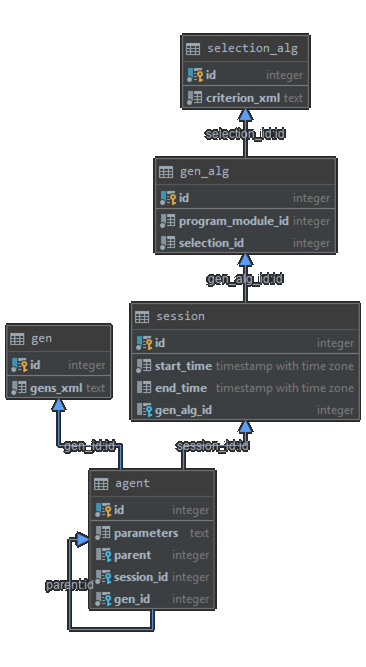 selection_alg
id integer
criterion_xml text
selection_id:id
gen_alg
id integer
program_module_id integer
selection_id integer
gen_alg_id:id
session
id integer
start_time timestamp with time zone
end_time timestamp with time zone
gen_alg_id integer
gen
id integer
gens_xml text
gen_id:id
session_id:id
agent
id integer
parameters text
parent integer
session_id integer
gen_id integer
parent:id